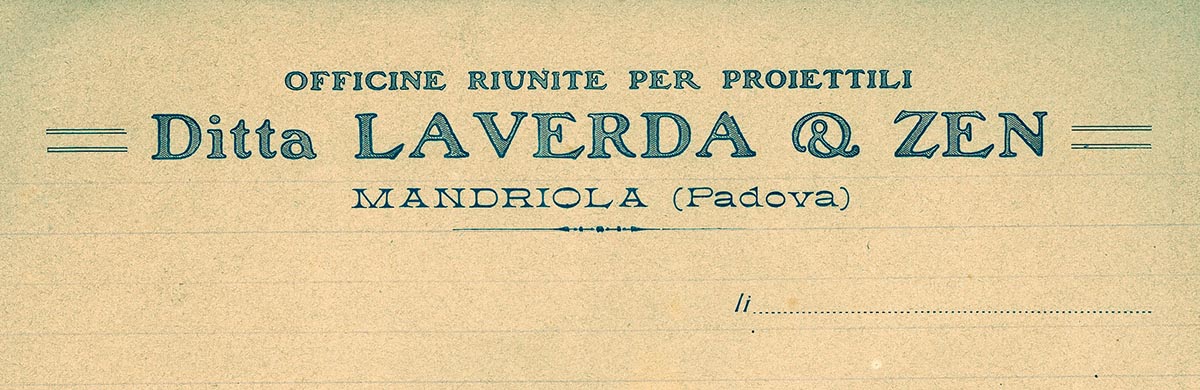 OFFICINE RIUNITE PER PROIETTILI
Ditta LAVERDA & ZEN
MANDRIOLA (Padova)
li